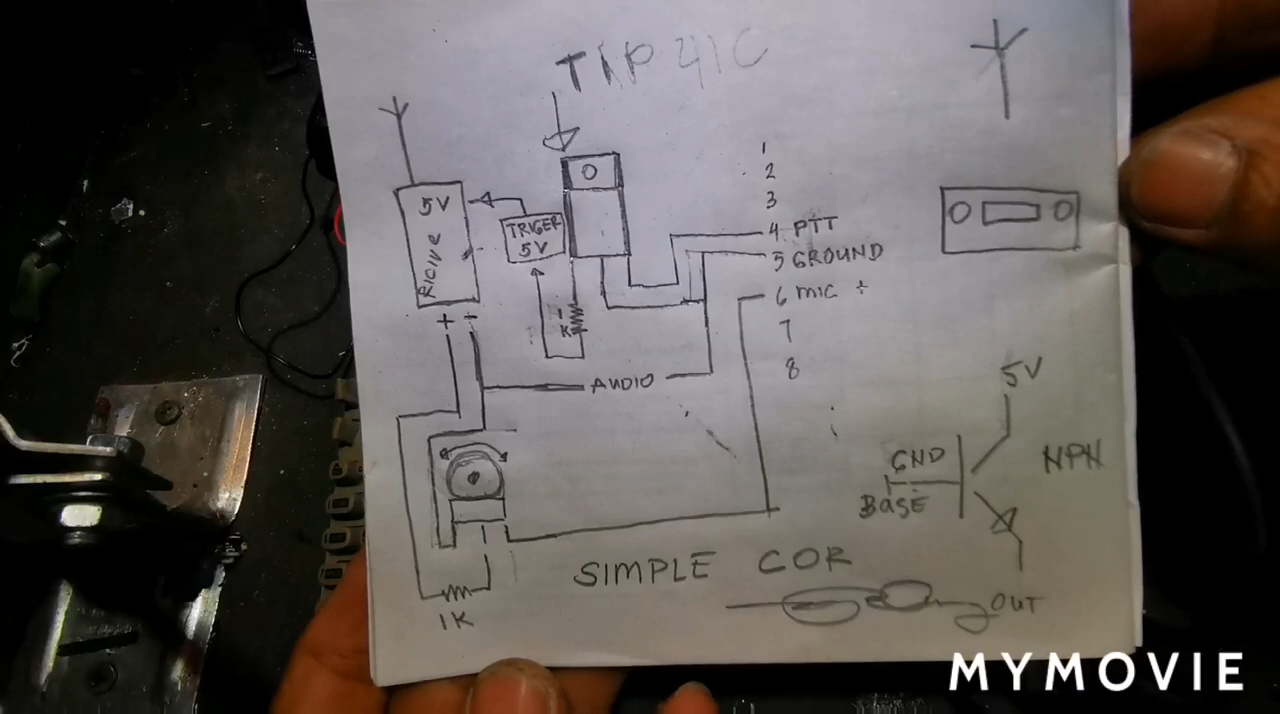 TIP 41C
5V
RICIVE
+ -
TRIGER
5V
1K
1
2
3
4 PTT
5 GROUND
6 MIC +
7
8
AUDIO
1K
SIMPLE COR
5V
GND
BASE
NPN
OUT
MYMOVIE